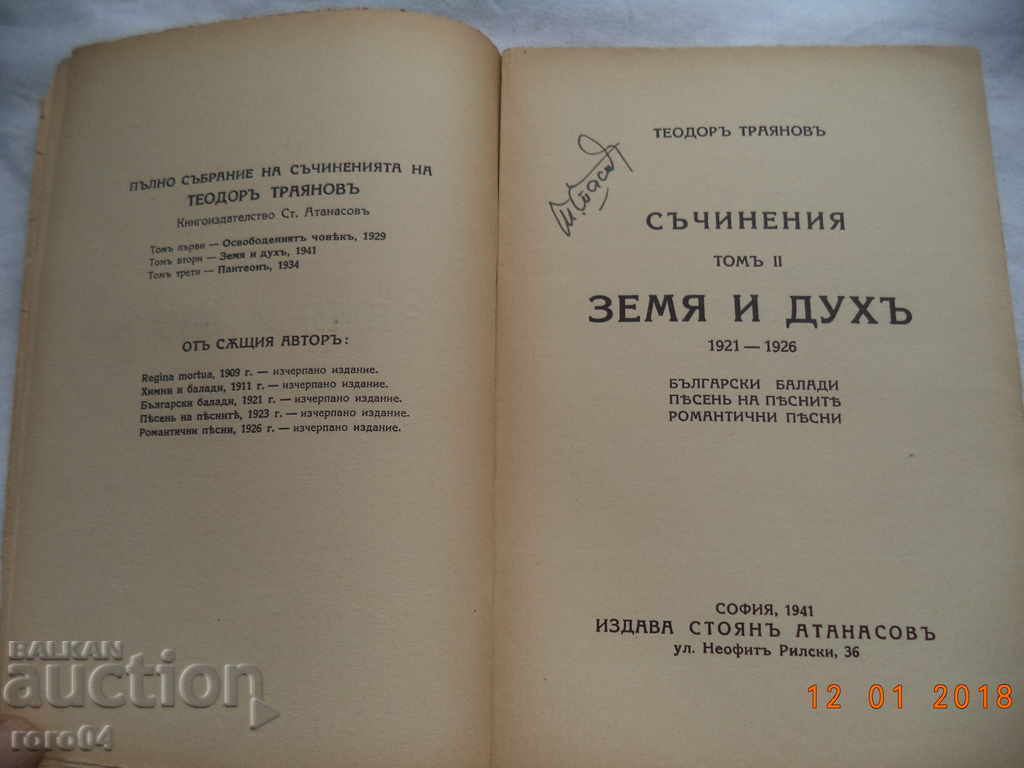 ПЪЛНО СЪБРАНИЕ НА СЪЧИНЕНИЯТА НА
ТЕОДОРЪ ТРАЯНОВЪ
Книгоиздателство Ст. Атанасовъ
Томъ първи — Освободениятъ човѣкъ, 1929
Томъ втори — Земя и духъ, 1941
Томъ трети — Пантеонъ, 1934
ОТЪ СѪЩИЯ АВТОРЪ:
Regina mortua, 1909 г. — изчерпано издание.
Химни и балади, 1911 г. — изчерпано издание.
Български балади, 1921 г. — изчерпано издание.
Пѣсень на пѣснитѣ, 1923 г. — изчерпано издание.
Романтични пѣсни, 1926 г. — изчерпано издание.
ТЕОДОРЪ ТРАЯНОВЪ
СЪЧИНЕНИЯ
ТОМЪ II
ЗЕМЯ И ДУХЪ
1921 — 1926
БЪЛГАРСКИ БАЛАДИ
ПѢСЕНЬ НА ПѢСНИТѢ
РОМАНТИЧНИ ПѢСНИ
СОФИЯ, 1941
ИЗДАВА СТОЯНЪ АТАНАСОВЪ
ул. Неофитъ Рилски, 36
BALKAN
auction
roro04
12 01 2018